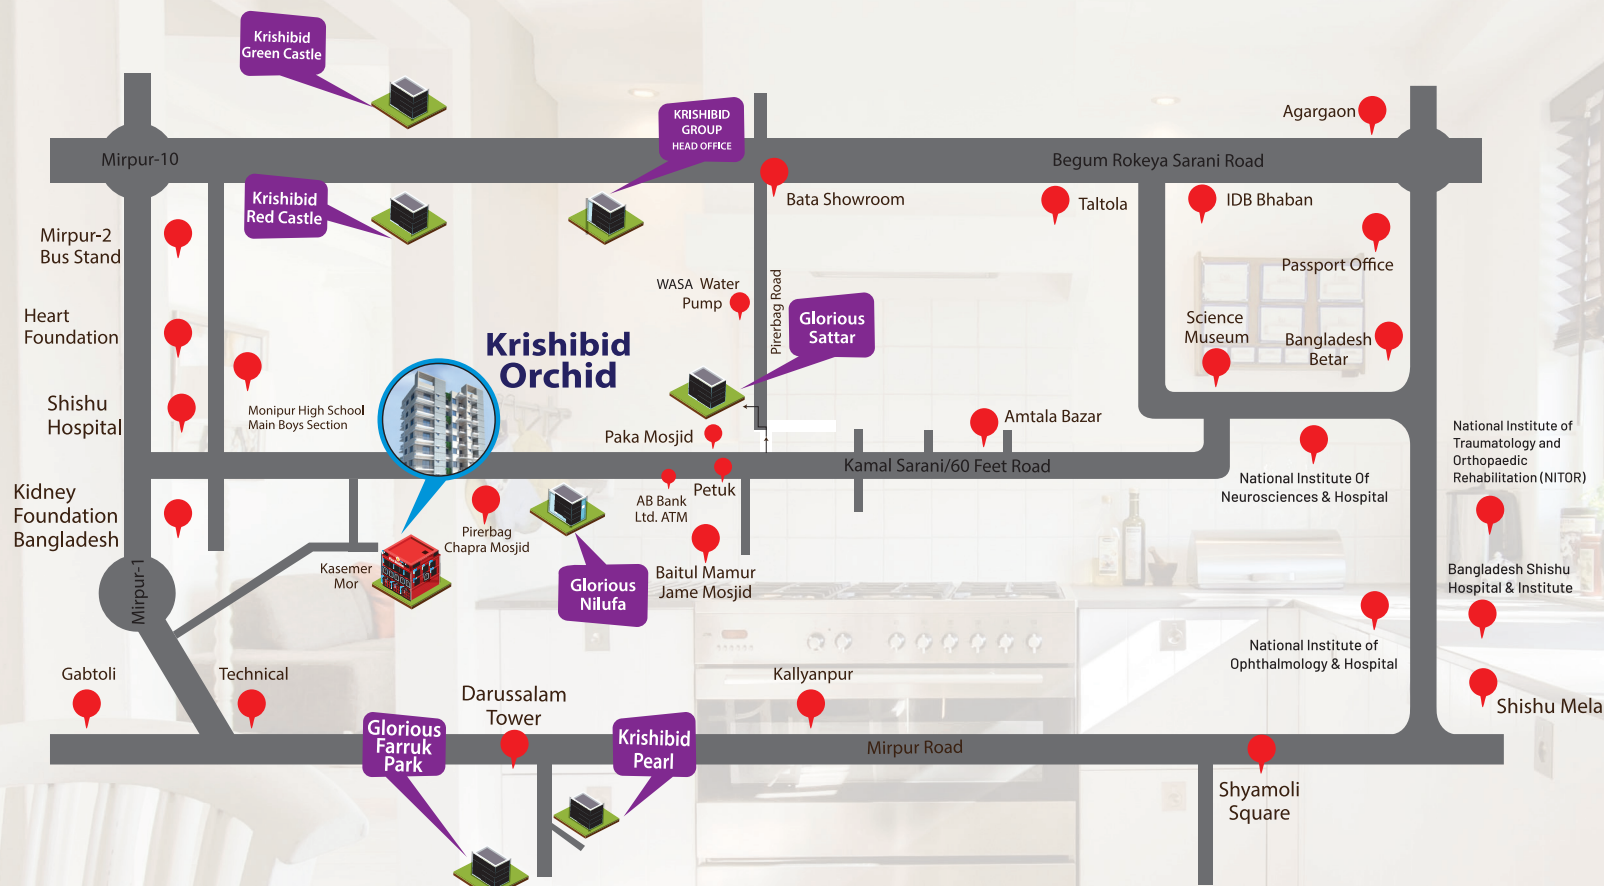 Krishibid
Green Castle
KRISHIBID
GROUP
HEAD OFFICE
Agargaon
Mirpur-10
Begum Rokeya Sarani Road
Krishibid
Red Castle
Bata Showroom
Taltola
IDB Bhaban
Mirpur-2
Bus Stand
Passport Office
WASA Water
Pump
Pirerbag Road
Glorious
Sattar
Heart
Foundation
Krishibid
Orchid
Science
Museum
Bangladesh
Betar
Shishu
Hospital
Monipur High School
Main Boys Section
Paka Mosjid
Amtala Bazar
National Institute of
Traumatology and
Orthopaedic
Rehabilitation (NITOR)
Kamal Sarani/60 Feet Road
National Institute Of
Neurosciences & Hospital
Kidney
Foundation
Bangladesh
Petuk
AB Bank
Ltd. ATM
Pirerbag
Chapra Mosjid
Kasemer
Mor
Glorious
Nilufa
Baitul Mamur
Jame Mosjid
Bangladesh Shishu
Hospital & Institute
Mirpur-1
National Institute of
Ophthalmology & Hospital
Gabtoli
Technical
Darussalam
Tower
Kallyanpur
Shishu Mela
Glorious
Farruk
Park
Krishibid
Pearl
Mirpur Road
Shyamoli
Square